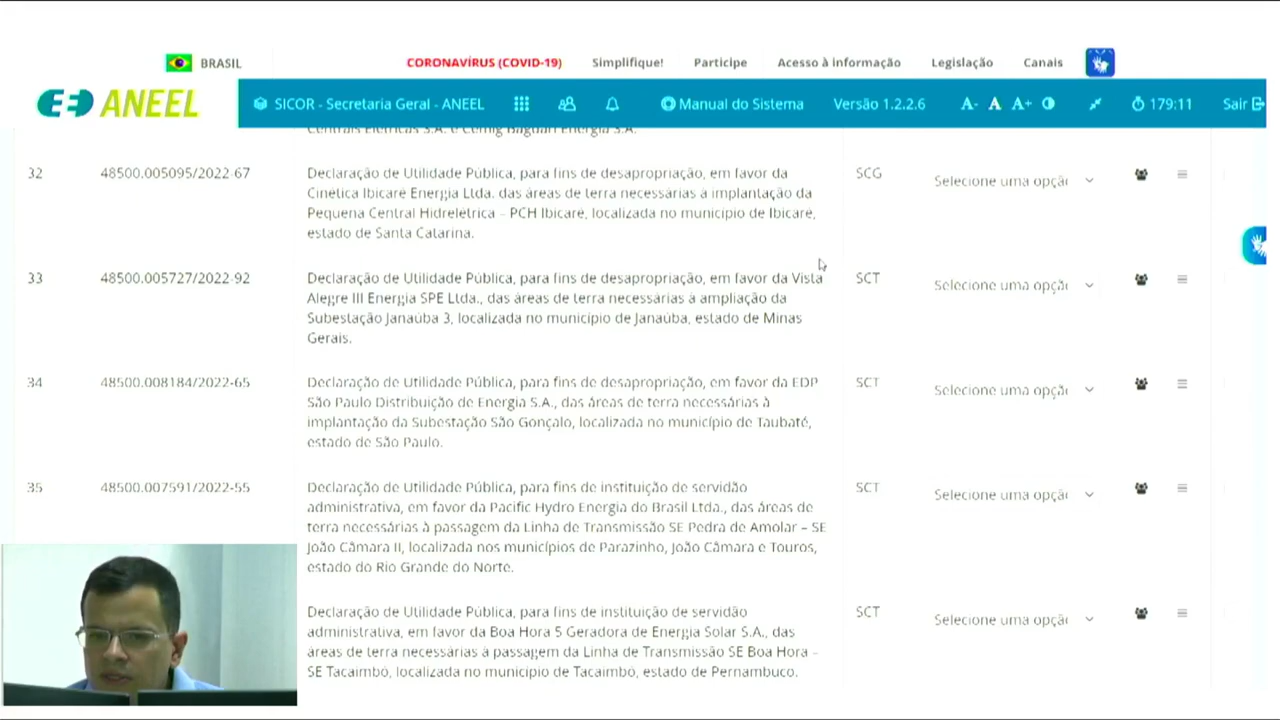 BRASIL
CORONAVÍRUS (COVID-19) Simplifique! Participe Acesso à informação Legislação Canais
ANEEL
SICOR - Secretaria Geral - ANEEL Manual do Sistema Versão 1.2.2.6 A- A A+ 179:11 Sair
Centrais Elétricas S.A. e Cemig Baguari Energia S.A.
32 48500.005095/2022-67 Declaração de Utilidade Pública, para fins de desapropriação, em favor da SCG Selecione uma opçã
Cinética Ibicaré Energia Ltda. das áreas de terra necessárias à implantação da
Pequena Central Hidrelétrica – PCH Ibicaré, localizada no município de Ibicaré,
estado de Santa Catarina.
33 48500.005727/2022-92 Declaração de Utilidade Pública, para fins de desapropriação, em favor da Vista SCT Selecione uma opçã
Alegre III Energia SPE Ltda., das áreas de terra necessárias à ampliação da
Subestação Janaúba 3, localizada no município de Janaúba, estado de Minas
Gerais.
34 48500.008184/2022-65 Declaração de Utilidade Pública, para fins de desapropriação, em favor da EDP SCT Selecione uma opçã
São Paulo Distribuição de Energia S.A., das áreas de terra necessárias à
implantação da Subestação São Gonçalo, localizada no município de Taubaté,
estado de São Paulo.
35 48500.007591/2022-55 Declaração de Utilidade Pública, para fins de instituição de servidão SCT Selecione uma opçã
administrativa, em favor da Pacific Hydro Energia do Brasil Ltda., das áreas de
terra necessárias à passagem da Linha de Transmissão SE Pedra de Amolar – SE
João Câmara II, localizada nos municípios de Parazinho, João Câmara e Touros,
estado do Rio Grande do Norte.
Declaração de Utilidade Pública, para fins de instituição de servidão SCT Selecione uma opçã
administrativa, em favor da Boa Hora 5 Geradora de Energia Solar S.A., das
áreas de terra necessárias à passagem da Linha de Transmissão SE Boa Hora –
SE Tacaimbó, localizada no município de Tacaimbó, estado de Pernambuco.